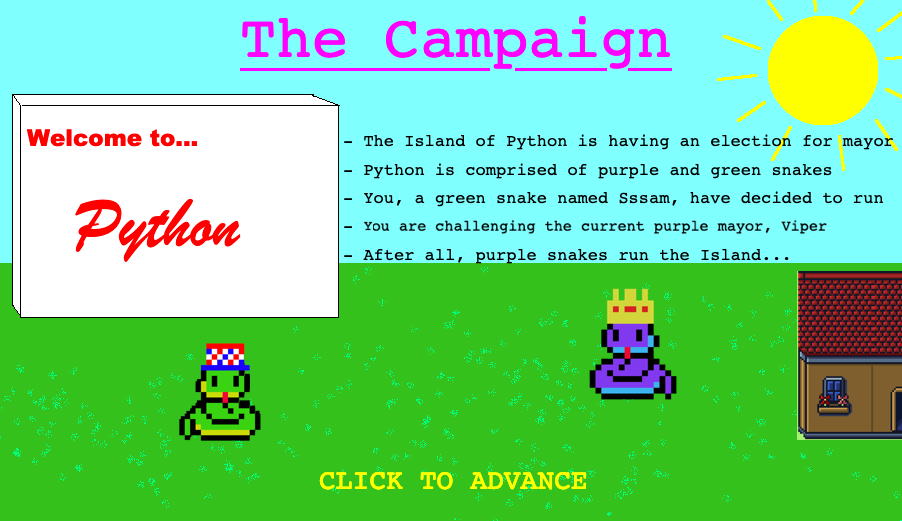 The Campaign
Welcome to...
Python
- The Island of Python is having an election for mayor
- Python is comprised of purple and green snakes
- You, a green snake named Sssam, have decided to run
- You are challenging the current purple mayor, Viper
- After all, purple snakes run the Island...
CLICK TO ADVANCE